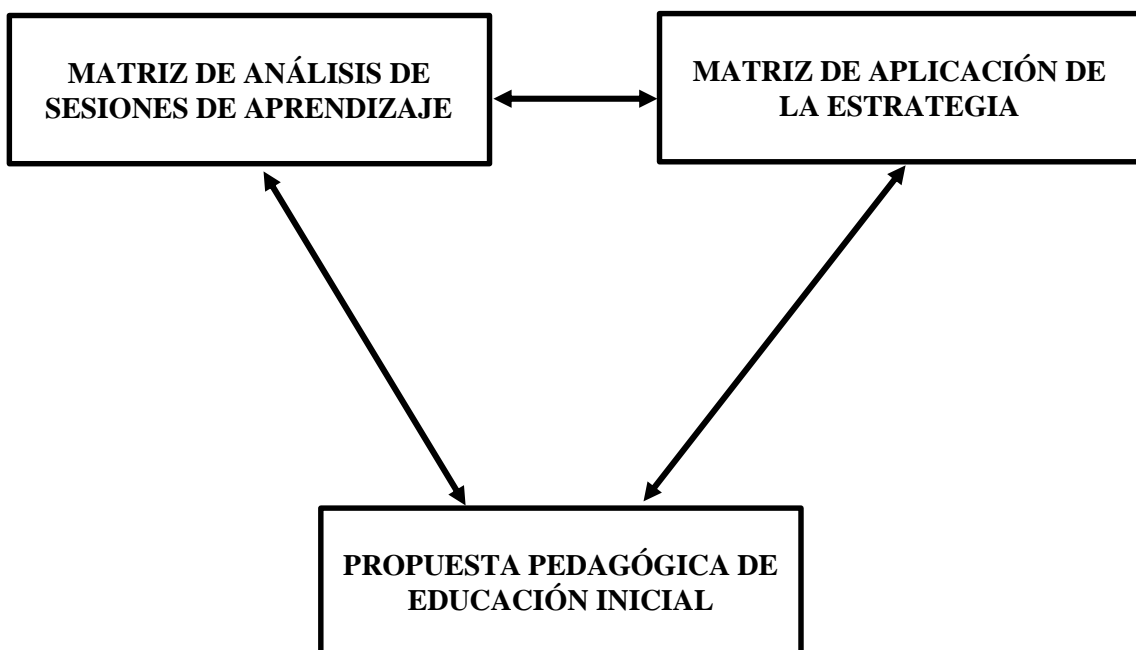 MATRIZ DE ANÁLISIS DE
SESIONES DE APRENDIZAJE
MATRIZ DE APLICACIÓN DE
LA ESTRATEGIA
PROPUESTA PEDAGÓGICA DE
EDUCACIÓN INICIAL